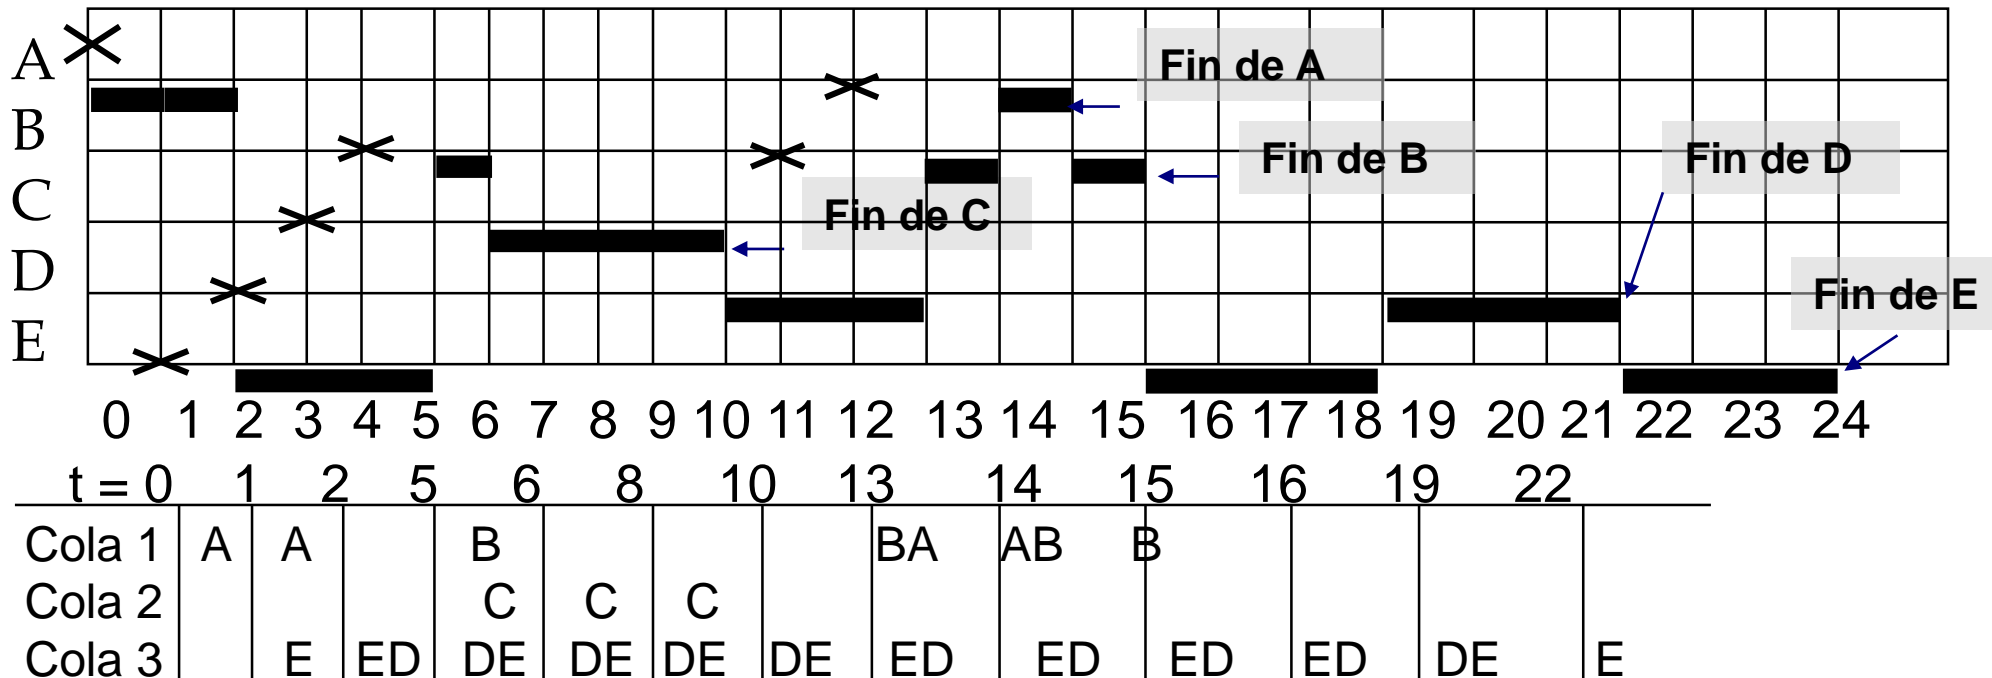 A
Fin de A
B
Fin de B
Fin de D
C
Fin de C
D
Fin de E
E
0 1 2 3 4 5 6 7 8 9 10 11 12 13 14 15 16 17 18 19 20 21 22 23 24
t = 0 1 2 5 6 8 10 13 14 15 16 19 22
Cola 1 A A B BA AB B
Cola 2 C C C
Cola 3 E ED DE DE DE DE ED ED ED ED DE E